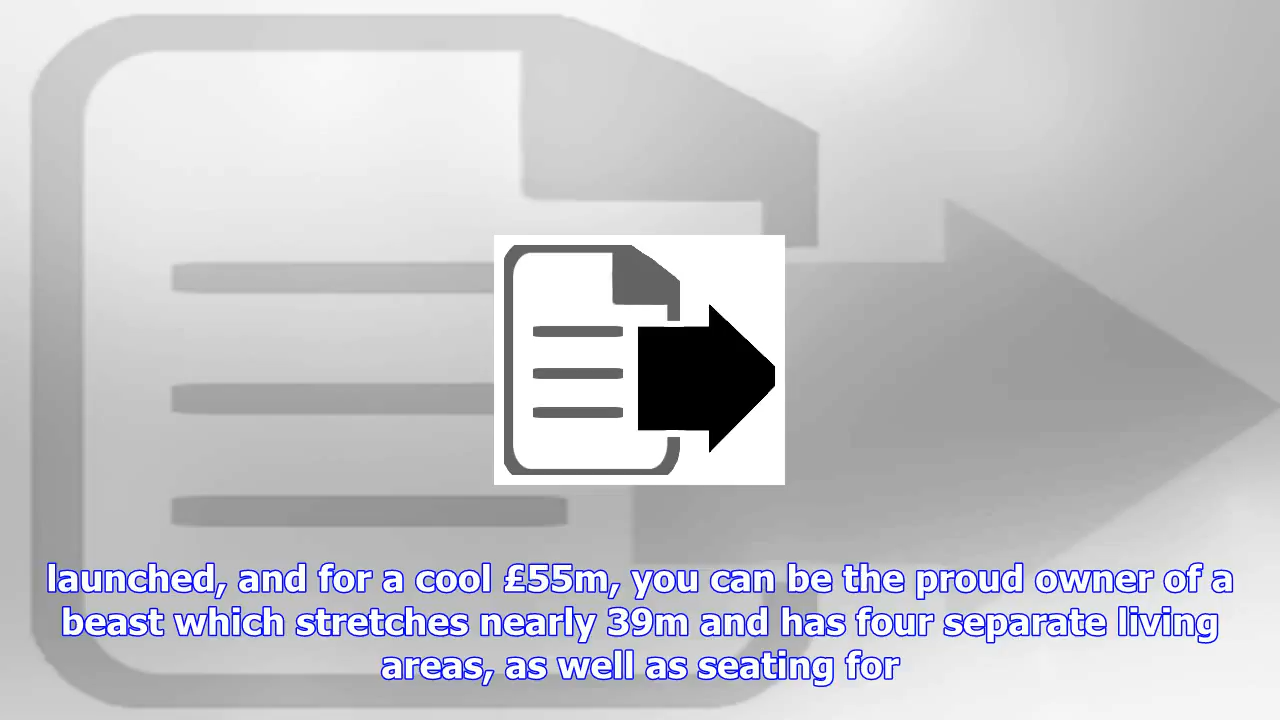 launched, and for a cool £55m, you can be the proud owner of a
beast which stretches nearly 39m and has four separate living
areas, as well as seating for